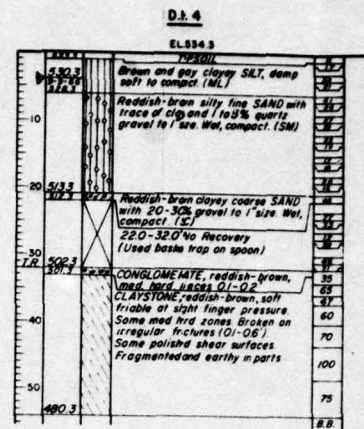 D.H. 4
EL.534.3
TOPSOIL
530.3
Brown and gay clayey SILT, damp
soft to compact. (ML)
528.3
Reddish-brown silty fine SAND with
trace of clay and 1 to 5% quartz
gravel to 1" size. Wet, compact. (SM)
10
20
513.3
512.3
Reddish-brown clayey coarse SAND
with 20-30% gravel to 1" size. Wet,
compact. (SC)
22.0-32.0' No Recovery
(Used basket trap on spoon)
30
T.R.
502.3
501.3
CONGLOMERATE, reddish-brown,
med. hard, pieces 0.1-0.2'
CLAYSTONE, reddish-brown, soft
friable at slight finger pressure.
Some med hard zones. Broken on
irregular frictures (0.1-0.6')
Some polished shear surfaces.
Fragmented and earthy in parts
35
65
67
60
70
100
75
40
50
480.3
B.B.